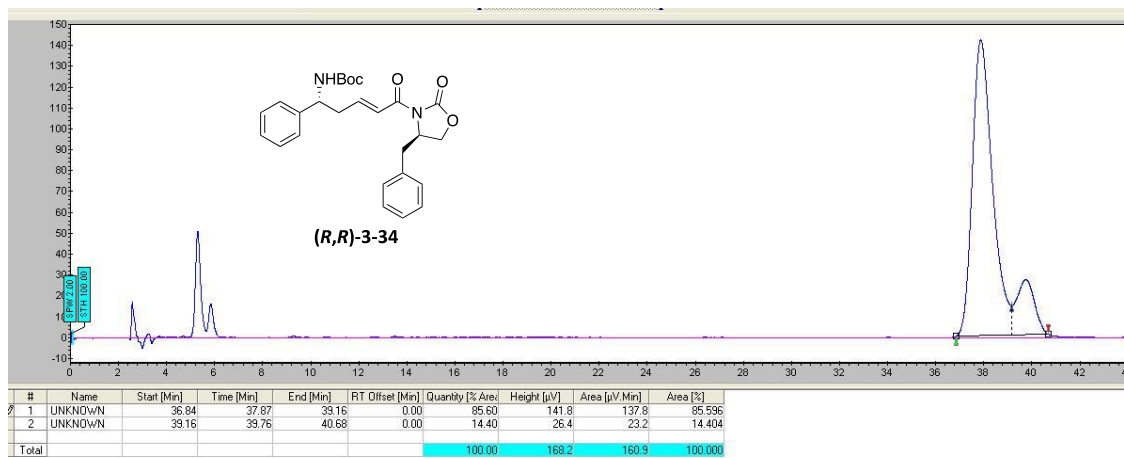 150
140
130
120
110
100
90
80
70
60
50
40
30
20
10
0
-10
SPW 2.00
STH 100.00
NHBoc
O
O
N
O
(R,R)-3-34
0 2 4 6 8 10 12 14 16 18 20 22 24 26 28 30 32 34 36 38 40 42
# Name Start [Min] Time [Min] End [Min] RT Offset [Min] Quantity [% Area Height [µV] Area [µV.Min] Area [%]
1 UNKNOWN 36.84 37.87 39.16 0.00 85.60 141.8 137.8 85.596
2 UNKNOWN 39.16 39.76 40.68 0.00 14.40 26.4 23.2 14.404
Total 100.00 168.2 160.9 100.000